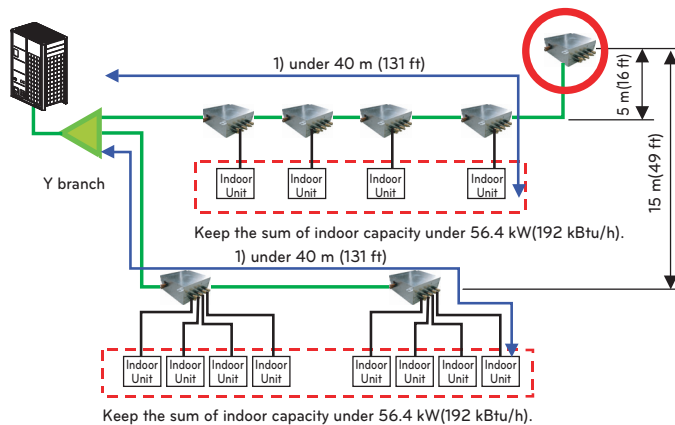 1) under 40 m (131 ft)
5 m(16 ft)
15 m(49 ft)
Y branch
Indoor
Unit
Indoor
Unit
Indoor
Unit
Indoor
Unit
Keep the sum of indoor capacity under 56.4 kW(192 kBtu/h).
1) under 40 m (131 ft)
Indoor
Unit
Indoor
Unit
Indoor
Unit
Indoor
Unit
Indoor
Unit
Indoor
Unit
Indoor
Unit
Indoor
Unit
Keep the sum of indoor capacity under 56.4 kW(192 kBtu/h).